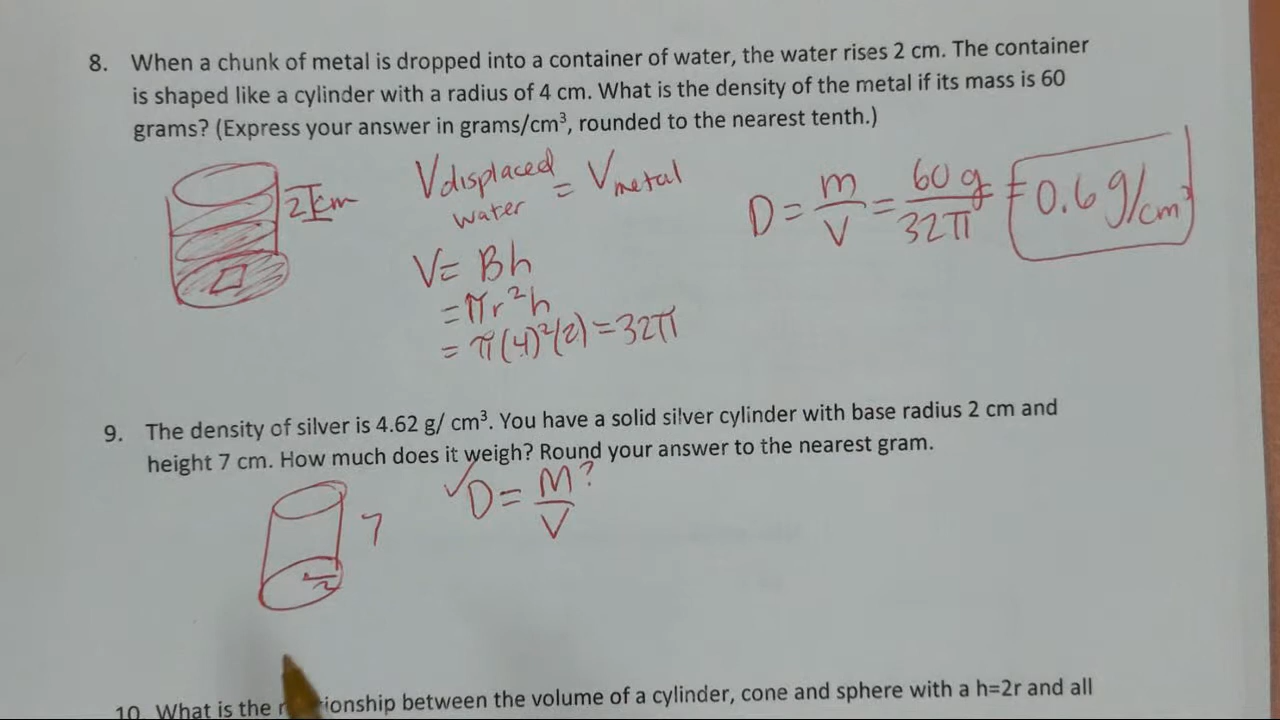 8. When a chunk of metal is dropped into a container of water, the water rises 2 cm. The container
is shaped like a cylinder with a radius of 4 cm. What is the density of the metal if its mass is 60
grams? (Express your answer in grams/cm³, rounded to the nearest tenth.)
2 cm
V displaced water = V metal
D = m/V = 60 g/32π = 0.6 g/cm³
V = Bh
= πr²h
= π(4)²(2) = 32π
9. The density of silver is 4.62 g/ cm³. You have a solid silver cylinder with base radius 2 cm and
height 7 cm. How much does it weigh? Round your answer to the nearest gram.
✓D = M?/V
7
2
10. What is the ionship between the volume of a cylinder, cone and sphere with a h=2r and all